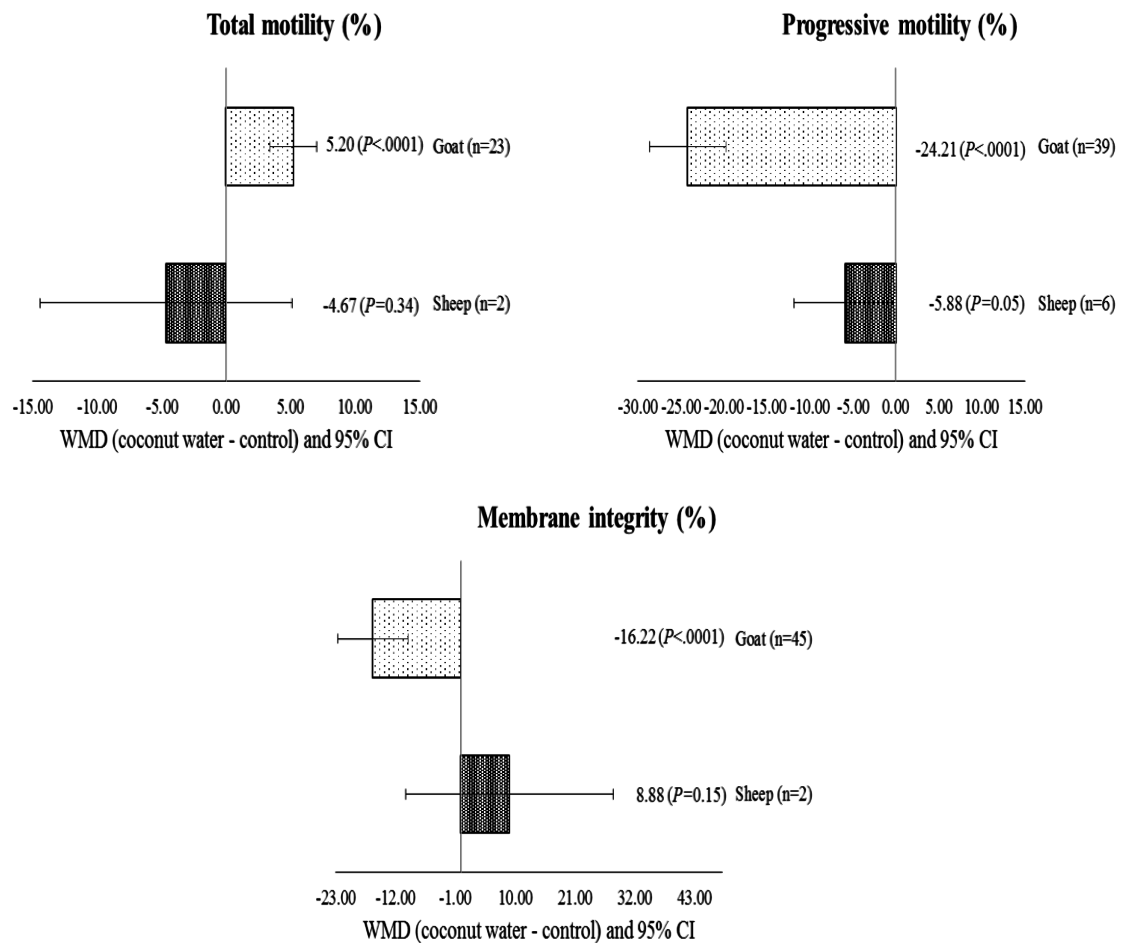 Total motility (%)
5.20 (P<.0001) Goat (n=23)
-4.67 (P=0.34) Sheep (n=2)
-15.00 -10.00 -5.00 0.00 5.00 10.00 15.00
WMD (coconut water - control) and 95% CI
Progressive motility (%)
-24.21 (P<.0001) Goat (n=39)
-5.88 (P=0.05) Sheep (n=6)
-30.00 -25.00 -20.00 -15.00 -10.00 -5.00 0.00 5.00 10.00 15.00
WMD (coconut water - control) and 95% CI
Membrane integrity (%)
-16.22 (P<.0001) Goat (n=45)
8.88 (P=0.15) Sheep (n=2)
-23.00 -12.00 -1.00 10.00 21.00 32.00 43.00
WMD (coconut water - control) and 95% CI